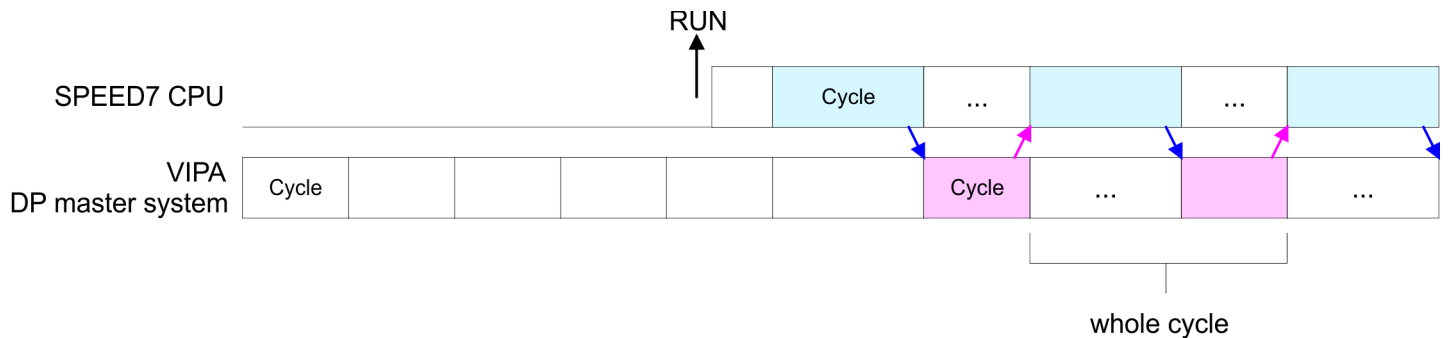 RUN
SPEED7 CPU
Cycle
...
...
VIPA
DP master system
Cycle
Cycle
...
...
whole cycle